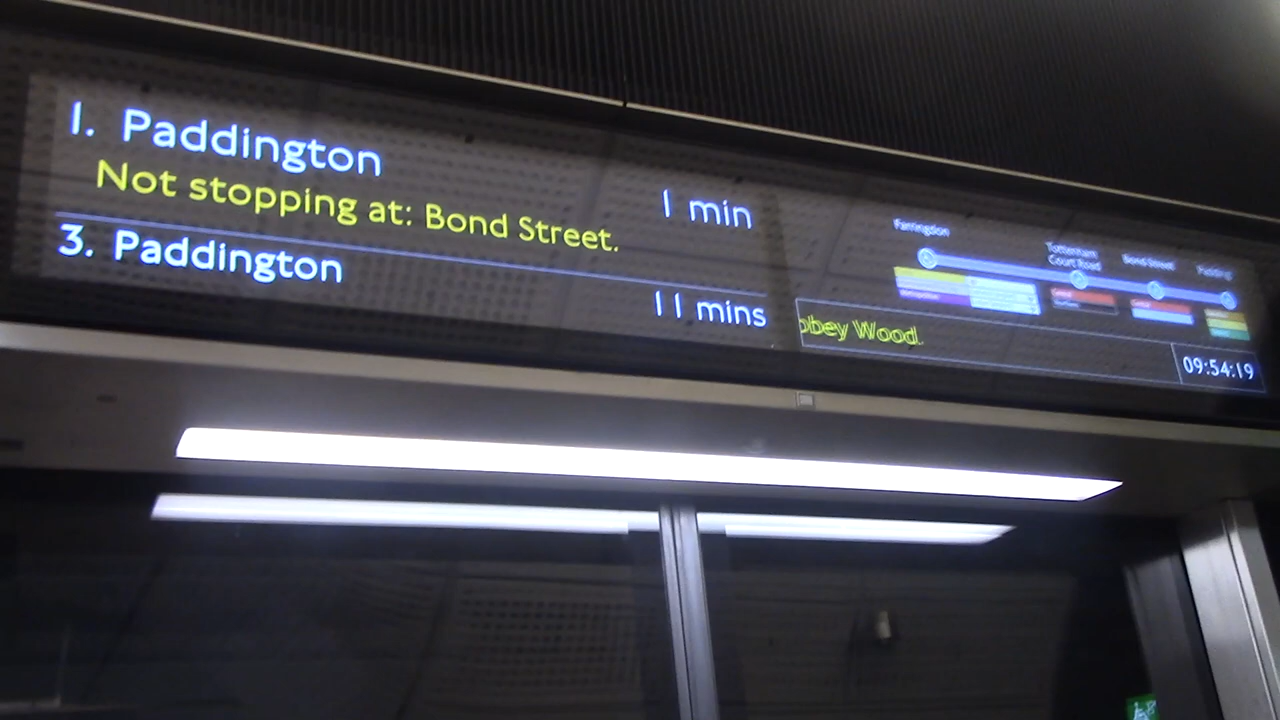 1. Paddington
1 min
Not stopping at: Bond Street.
3. Paddington
11 mins
Farringdon
Tottenham
Court Road
Bond Street
bbey Wood.
09:54:19